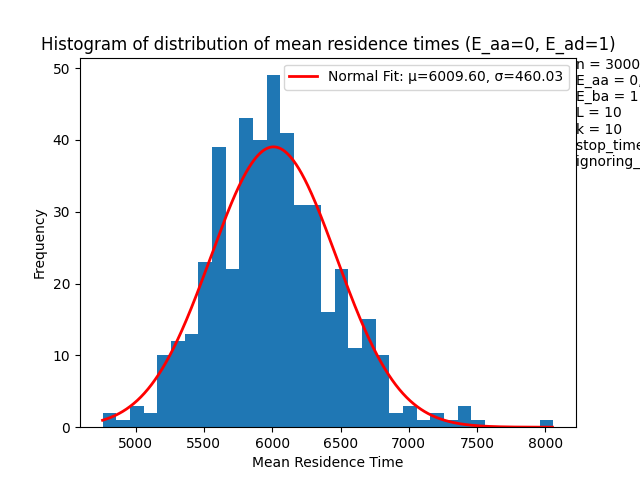 Histogram of distribution of mean residence times (E_aa=0, E_ad=1)
Normal Fit: μ=6009.60, σ=460.03
n = 3000
E_aa = 0,
E_ba = 1
L = 10
k = 10
stop_time
ignoring_
Frequency
50
40
30
20
10
0
5000 5500 6000 6500 7000 7500 8000
Mean Residence Time